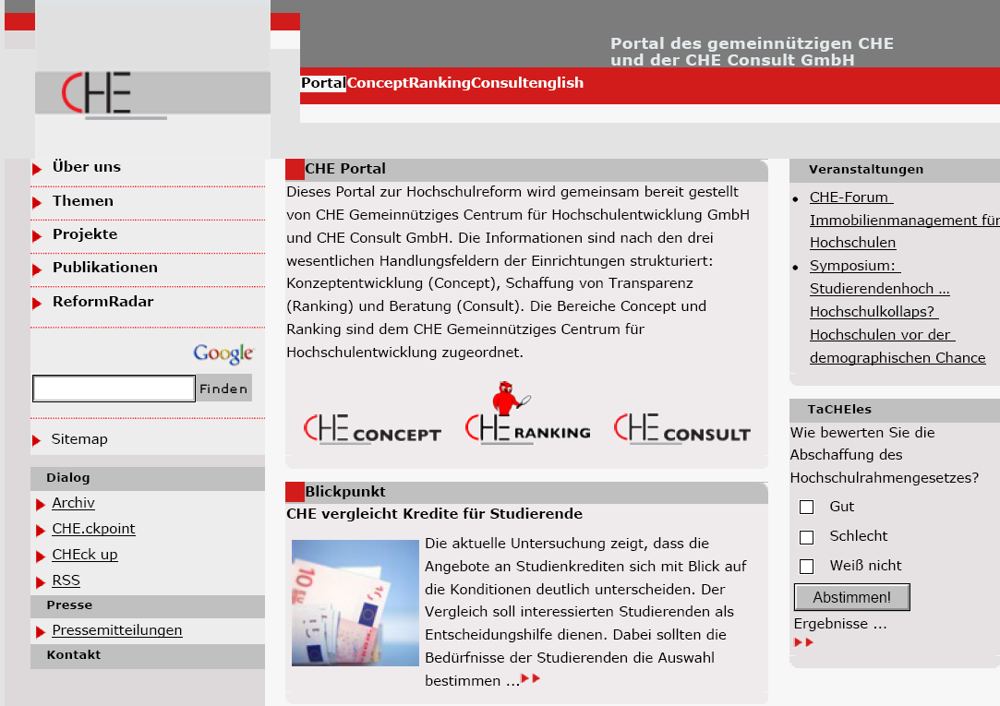 Portal des gemeinnützigen CHE
und der CHE Consult GmbH
CHE
Portal Concept Ranking Consult english
Über uns
Themen
Projekte
Publikationen
ReformRadar
Google
Finden
Sitemap
Dialog
Archiv
CHE.ckpoint
CHEck up
RSS
Presse
Pressemitteilungen
Kontakt
CHE Portal
Dieses Portal zur Hochschulreform wird gemeinsam bereit gestellt
von CHE Gemeinnütziges Centrum für Hochschulentwicklung GmbH
und CHE Consult GmbH. Die Informationen sind nach den drei
wesentlichen Handlungsfeldern der Einrichtungen strukturiert:
Konzeptentwicklung (Concept), Schaffung von Transparenz
(Ranking) und Beratung (Consult). Die Bereiche Concept und
Ranking sind dem CHE Gemeinnütziges Centrum für
Hochschulentwicklung zugeordnet.
CHE CONCEPT
CHE RANKING
CHE CONSULT
Blickpunkt
CHE vergleicht Kredite für Studierende
10
Die aktuelle Untersuchung zeigt, dass die
Angebote an Studienkrediten sich mit Blick auf
die Konditionen deutlich unterscheiden. Der
Vergleich soll interessierten Studierenden als
Entscheidungshilfe dienen. Dabei sollten die
Bedürfnisse der Studierenden die Auswahl
bestimmen ...
Veranstaltungen
CHE-Forum
Immobilienmanagement für
Hochschulen
Symposium:
Studierendenhoch ...
Hochschulkollaps?
Hochschulen vor der
demographischen Chance
TaCHEles
Wie bewerten Sie die
Abschaffung des
Hochschulrahmengesetzes?
Gut
Schlecht
Weiß nicht
Abstimmen!
Ergebnisse ...